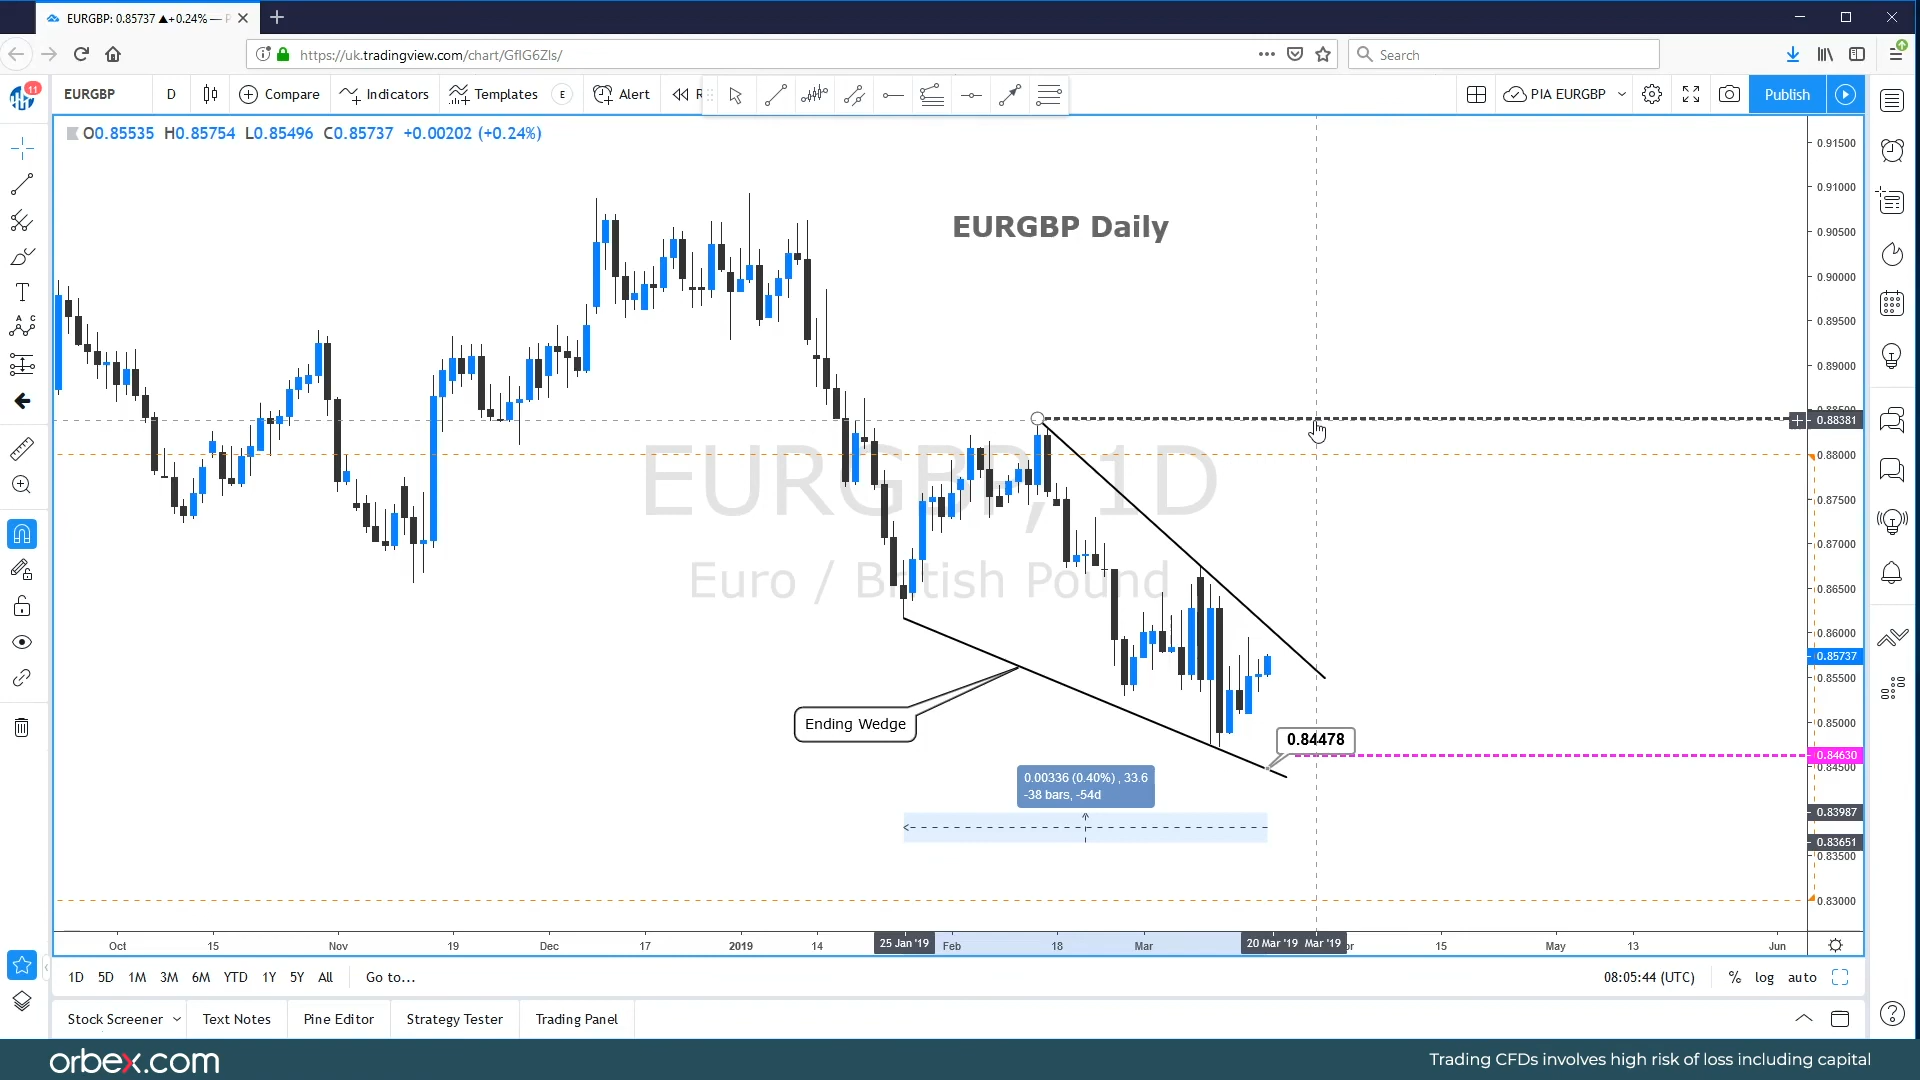 EURGBP: 0.85737 ▲+0.24% — P
https://uk.tradingview.com/chart/GfIG6ZIs/
Search
11
EURGBP D Compare Indicators Templates E Alert R PIA EURGBP Publish
O0.85535 H0.85754 L0.85496 C0.85737 +0.00202 (+0.24%)
EURGBP Daily
EURGBP, 1D
Euro / British Pound
Ending Wedge
0.84478
0.00336 (0.40%) , 33.6
-38 bars, -54d
0.91500
0.91000
0.90500
0.90000
0.89500
0.89000
0.88381
0.88000
0.87500
0.87000
0.86500
0.86000
0.85737
0.85500
0.85000
0.84630
0.84500
0.83987
0.83651
0.83500
0.83000
Oct 15 Nov 19 Dec 17 2019 14 25 Jan '19 Feb 18 Mar 20 Mar '19 Mar '19 15 May 13 Jun
1D 5D 1M 3M 6M YTD 1Y 5Y All Go to... 08:05:44 (UTC) % log auto
Stock Screener Text Notes Pine Editor Strategy Tester Trading Panel
orbex.com
Trading CFDs involves high risk of loss including capital